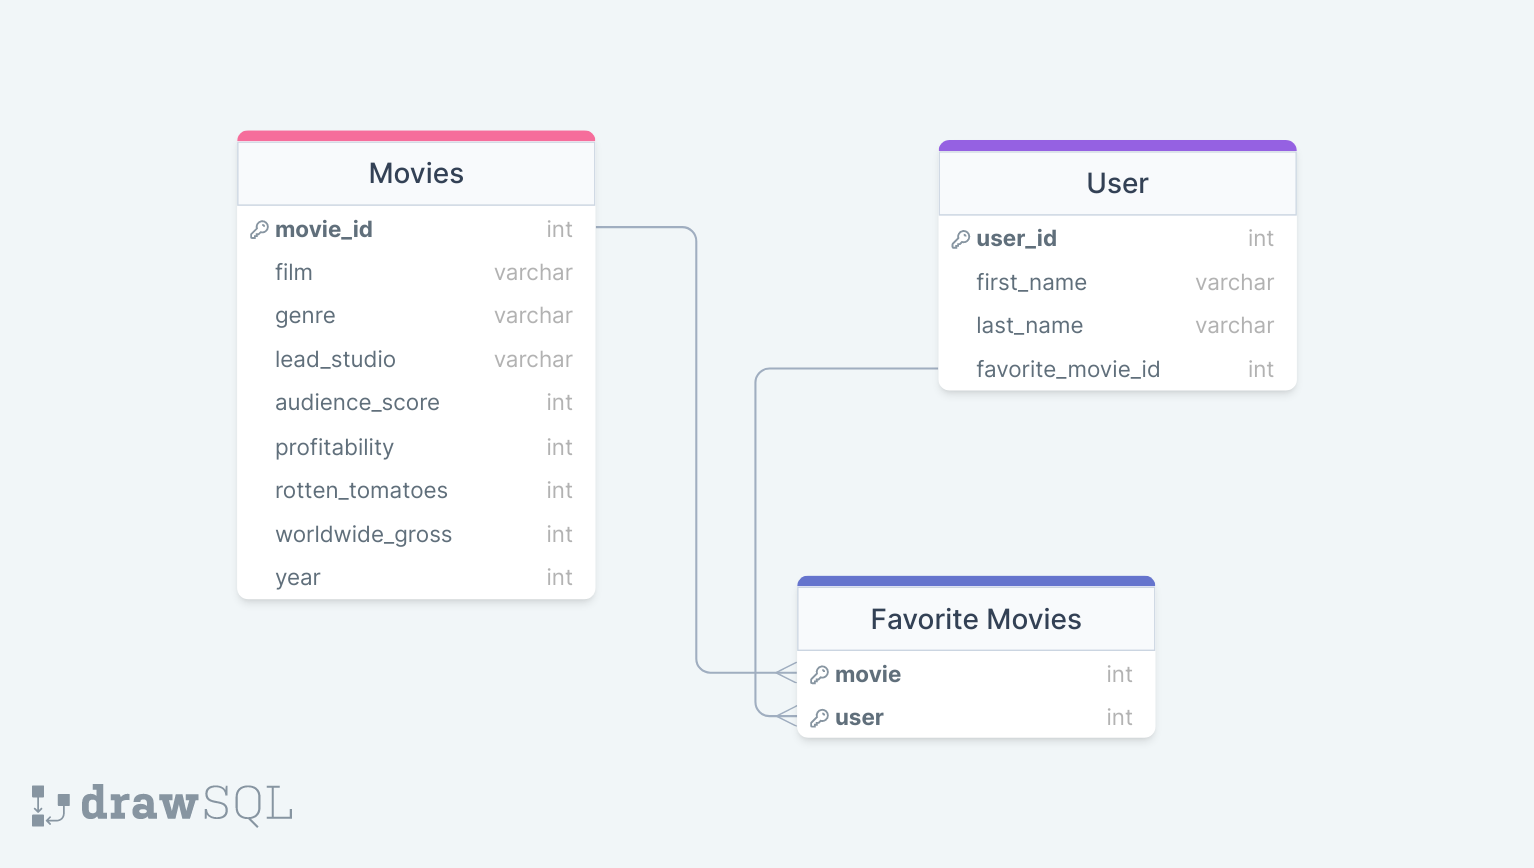 Movies
movie_id int
film varchar
genre varchar
lead_studio varchar
audience_score int
profitability int
rotten_tomatoes int
worldwide_gross int
year int
User
user_id int
first_name varchar
last_name varchar
favorite_movie_id int
Favorite Movies
movie int
user int
drawSQL